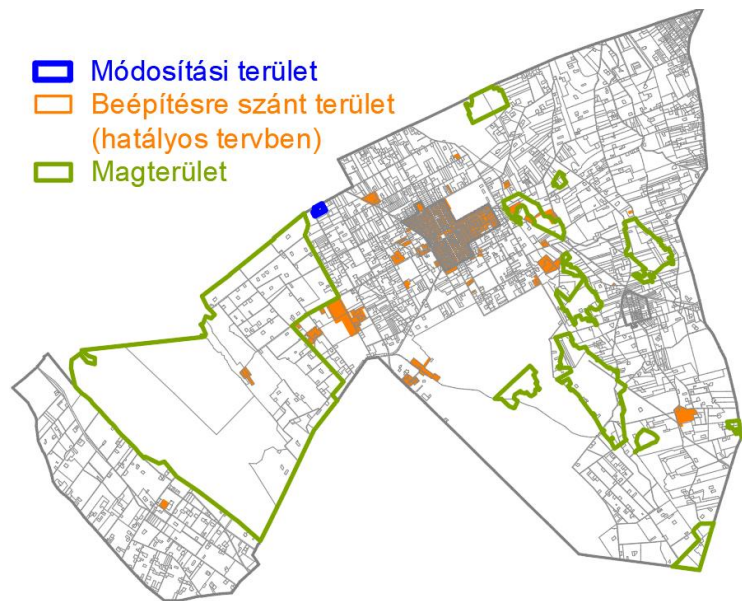 Módosítási terület
Beépítésre szánt terület
(hatályos tervben)
Magterület